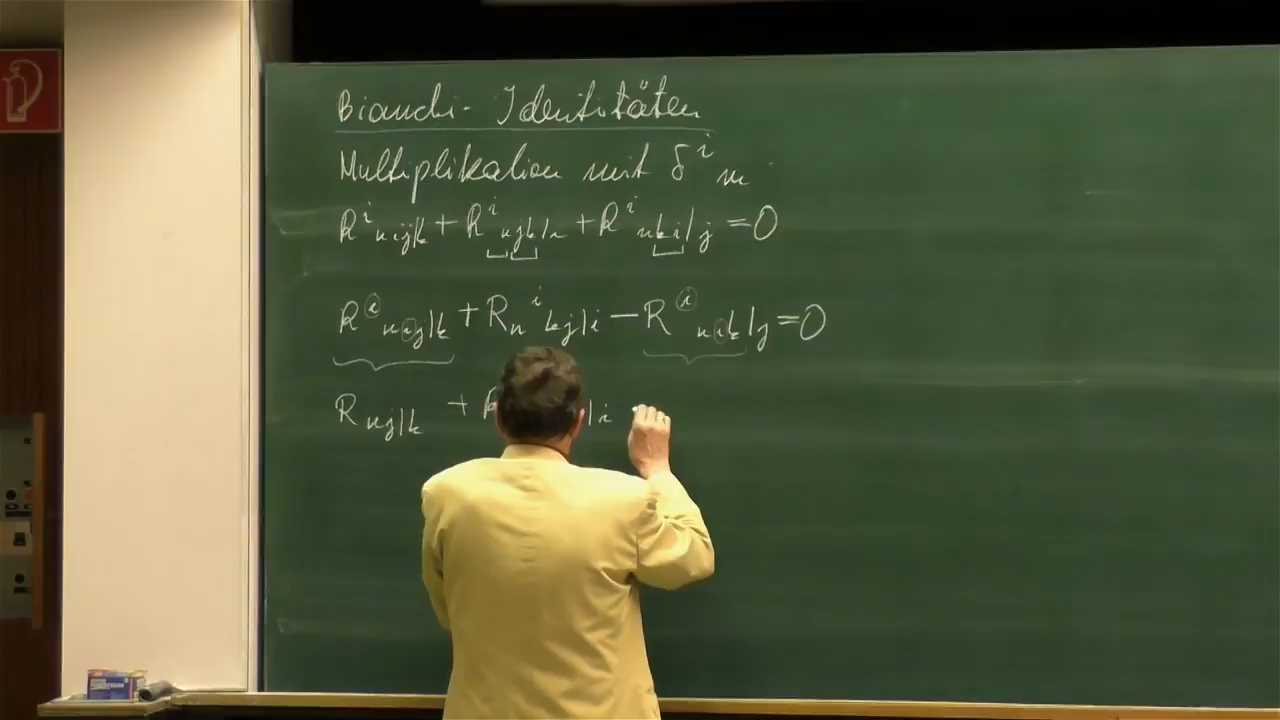 Bianchi-Identitäten
Multiplikation mit δ^i_m
R^i_{nij|k} + R^i_{njk|i} + R^i_{nki|j} = 0
R^i_{nij|k} + R_n^i_{kj|i} − R^i_{nik|j} = 0
R_{nj|k} + R |i